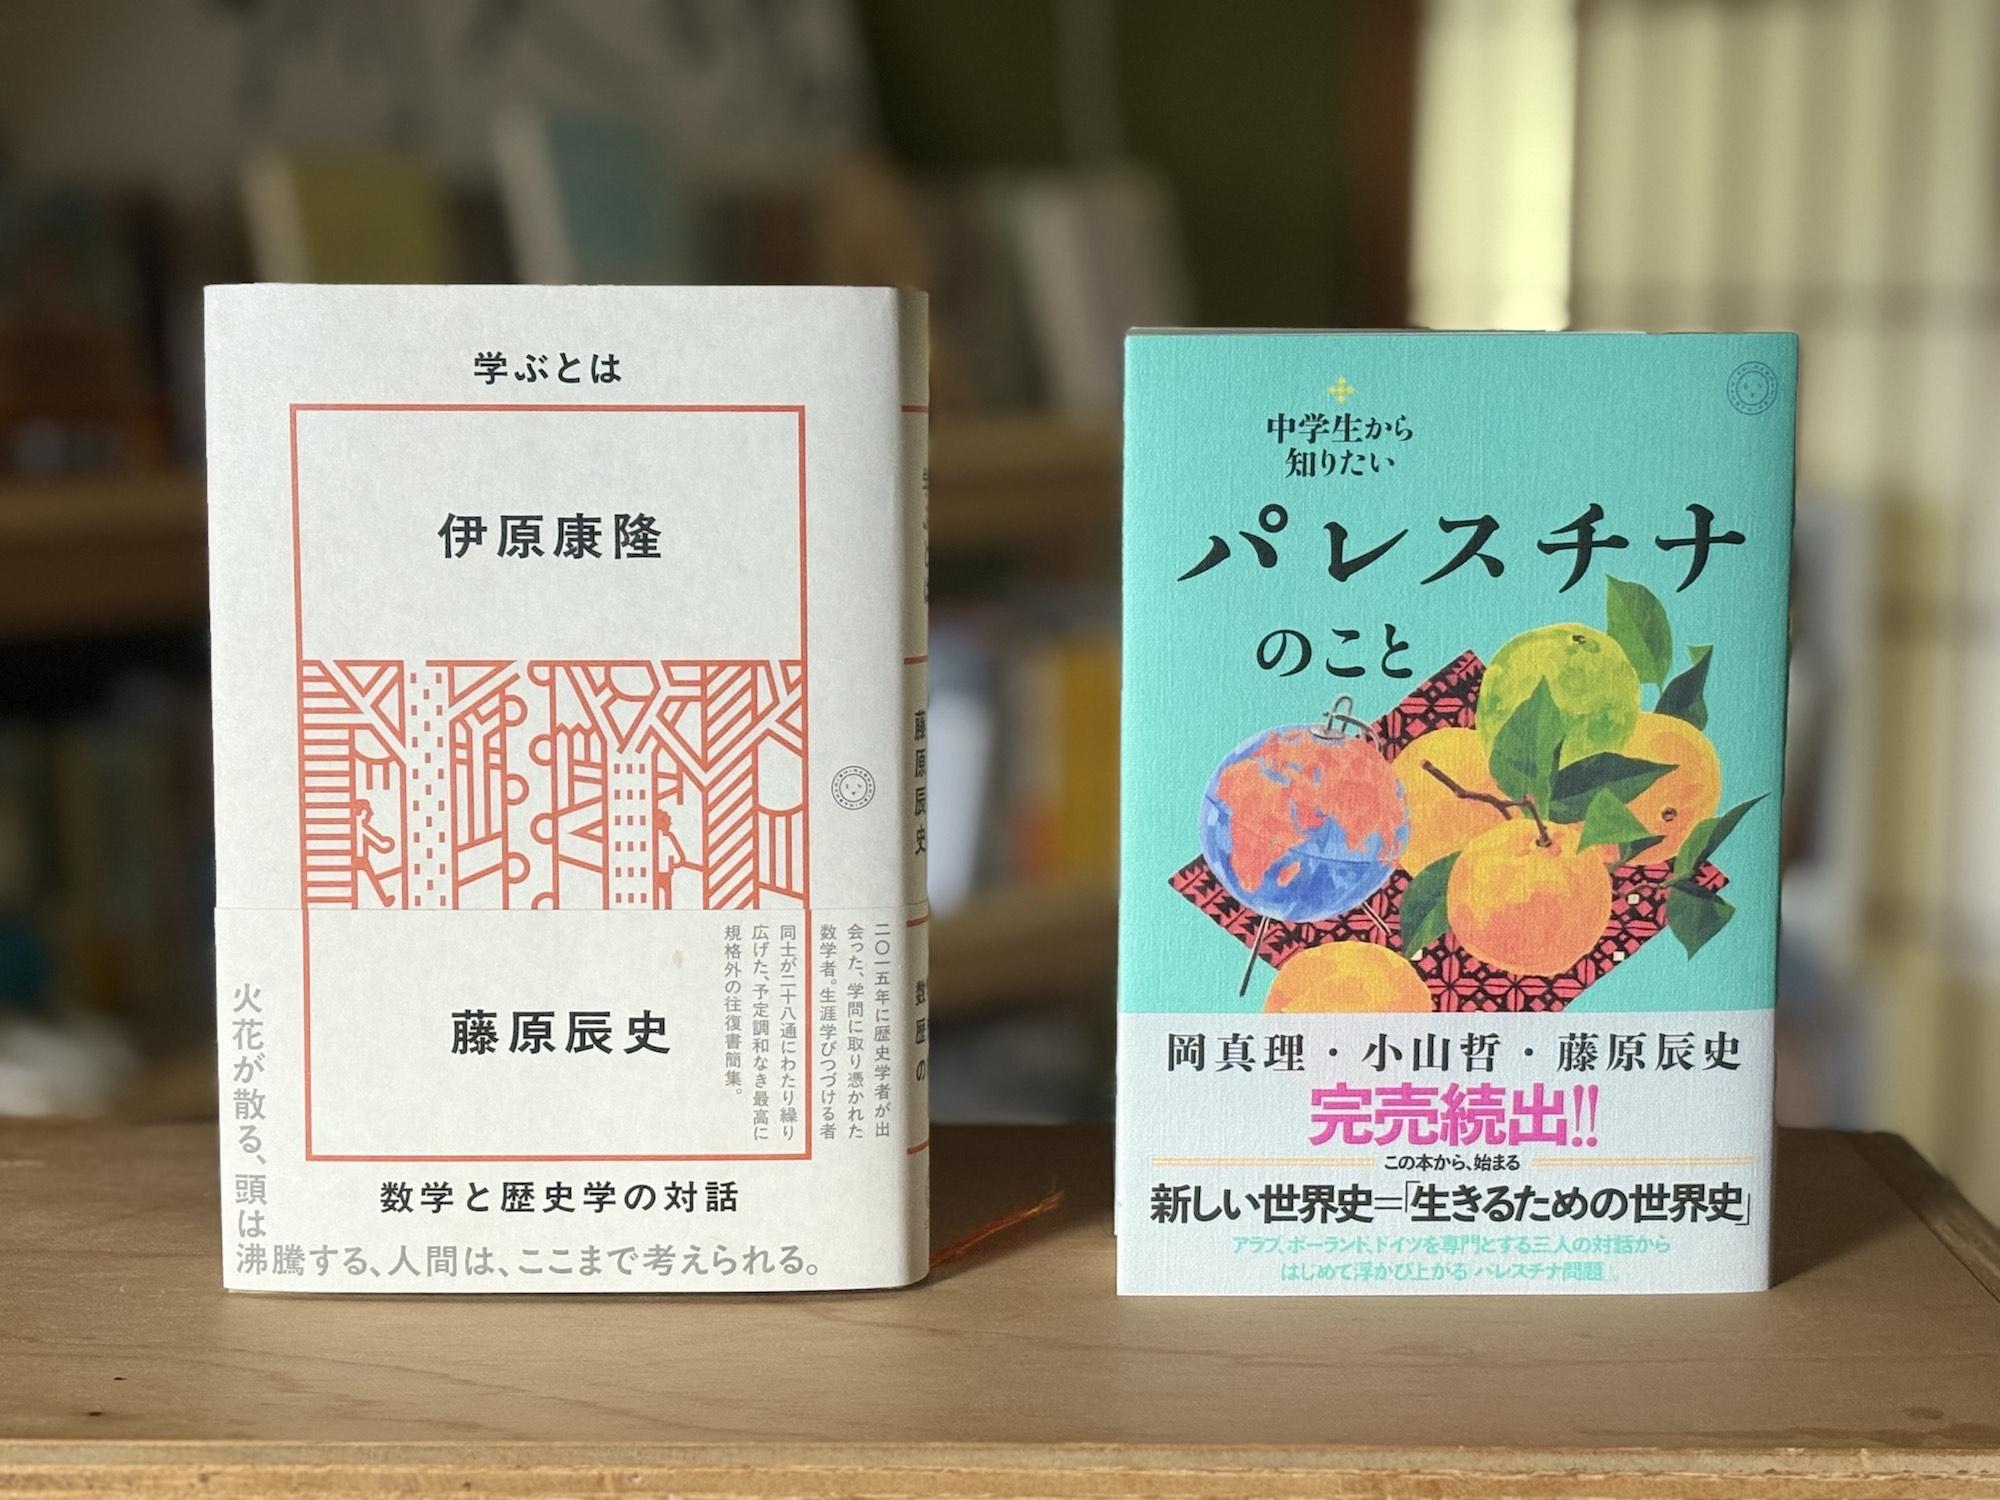 学ぶとは
伊原康隆
藤原辰史
数学と歴史学の対話
二〇一五年に歴史学者が出
会った、学問に取り憑かれた
数学者。生涯学びつづける者
同士が二十八通にわたり繰り
広げた、予定調和なき最高に
規格外の往復書簡集。
火花が散る、頭は
沸騰する、人間は、ここまで考えられる。
藤原辰史
中学生から
知りたい
パレスチナ
のこと
岡真理・小山哲・藤原辰史
完売続出!!
この本から、始まる
新しい世界史=「生きるための世界史」
アラブ、ポーランド、ドイツを専門とする三人の対話から
はじめて浮かび上がる「パレスチナ問題」。